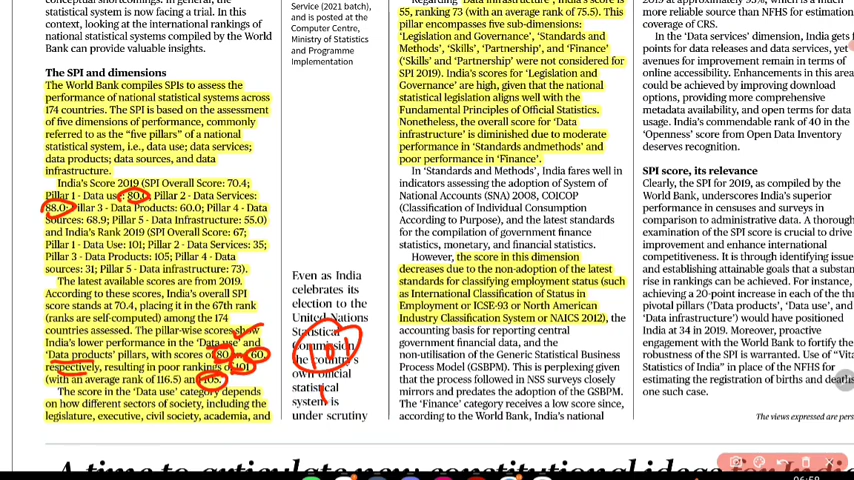 conceptual shortcomings. In general, the
statistical system is now facing a trial. In this
context, looking at the international rankings of
national statistical systems compiled by the World
Bank can provide valuable insights.
The SPI and dimensions
The World Bank compiles SPIs to assess the
performance of national statistical systems across
174 countries. The SPI is based on the assessment
of five dimensions of performance, commonly
referred to as the “five pillars” of a national
statistical system, i.e., data use; data services;
data products; data sources, and data
infrastructure.
India's Score 2019 (SPI Overall Score: 70.4;
Pillar 1 - Data use: 80.0; Pillar 2 - Data Services:
88.0; Pillar 3 - Data Products: 60.0; Pillar 4 - Data
Sources: 68.9; Pillar 5 - Data Infrastructure: 55.0)
and India's Rank 2019 (SPI Overall Score: 67;
Pillar 1 - Data Use: 101; Pillar 2 - Data Services: 35;
Pillar 3 - Data Products: 105; Pillar 4 - Data
sources: 31; Pillar 5 - Data infrastructure: 73).
The latest available scores are from 2019.
According to these scores, India's overall SPI
score stands at 70.4, placing it in the 67th rank
(ranks are self-computed) among the 174
countries assessed. The pillar-wise scores show
India's lower performance in the 'Data use' and
'Data products' pillars, with scores of 80 and 60,
respectively, resulting in poor rankings of 101
(with an average rank of 116.5) and 105.
The score in the 'Data use' category depends
on how different sectors of society, including the
legislature, executive, civil society, academia, and
Service (2021 batch),
and is posted at the
Computer Centre,
Ministry of Statistics
and Programme
Implementation
Even as India
celebrates its
election to the
United Nations
Statistical
Commission,
the country's
own official
statistical
system is
under scrutiny
101
55, ranking 73 (with an average rank of 75.5). This
pillar encompasses five sub-dimensions:
'Legislation and Governance', 'Standards and
Methods', 'Skills', 'Partnership', and 'Finance'
('Skills' and 'Partnership' were not considered for
SPI 2019). India's scores for 'Legislation and
Governance' are high, given that the national
statistical legislation aligns well with the
Fundamental Principles of Official Statistics.
Nonetheless, the overall score for 'Data
infrastructure' is diminished due to moderate
performance in 'Standards andmethods' and
poor performance in 'Finance'.
In 'Standards and Methods', India fares well in
indicators assessing the adoption of System of
National Accounts (SNA) 2008, COICOP
(Classification of Individual Consumption
According to Purpose), and the latest standards
for the compilation of government finance
statistics, monetary, and financial statistics.
However, the score in this dimension
decreases due to the non-adoption of the latest
standards for classifying employment status (such
as International Classification of Status in
Employment or ICSE-93 or North American
Industry Classification System or NAICS 2012), the
accounting basis for reporting central
government financial data, and the
non-utilisation of the Generic Statistical Business
Process Model (GSBPM). This is perplexing given
that the process followed in NSS surveys closely
mirrors and predates the adoption of the GSBPM.
The 'Finance' category receives a low score since,
according to the World Bank, India's national
more reliable source than NFHS for estimation
coverage of CRS.
In the 'Data services' dimension, India gets f
points for data releases and data services, yet
avenues for improvement remain in terms of
online accessibility. Enhancements in this area
could be achieved by improving download
options, providing more comprehensive
metadata availability, and open terms for data
usage. India's commendable rank of 40 in the
'Openness' score from Open Data Inventory
deserves recognition.
SPI score, its relevance
Clearly, the SPI for 2019, as compiled by the
World Bank, underscores India's superior
performance in censuses and surveys in
comparison to administrative data. A thorough
examination of the SPI score is crucial to drive
improvement and enhance international
competitiveness. It is through identifying issue
and establishing attainable goals that a substan
rise in rankings can be achieved. For instance,
achieving a 20-point increase in each of the thr
pivotal pillars ('Data products', 'Data use', and
'Data infrastructure') would have positioned
India at 34 in 2019. Moreover, proactive
engagement with the World Bank to fortify the
robustness of the SPI is warranted. Use of "Vita
Statistics of India" in place of the NFHS for
estimating the registration of births and deaths
one such case.
The views expressed are pers
A time to articulate new constitutional ideas for Indi
06:58